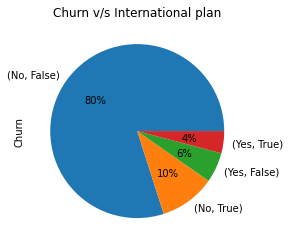 Churn v/s International plan
(No, False)
80%
Churn
4%
(Yes, True)
6%
(Yes, False)
10%
(No, True)